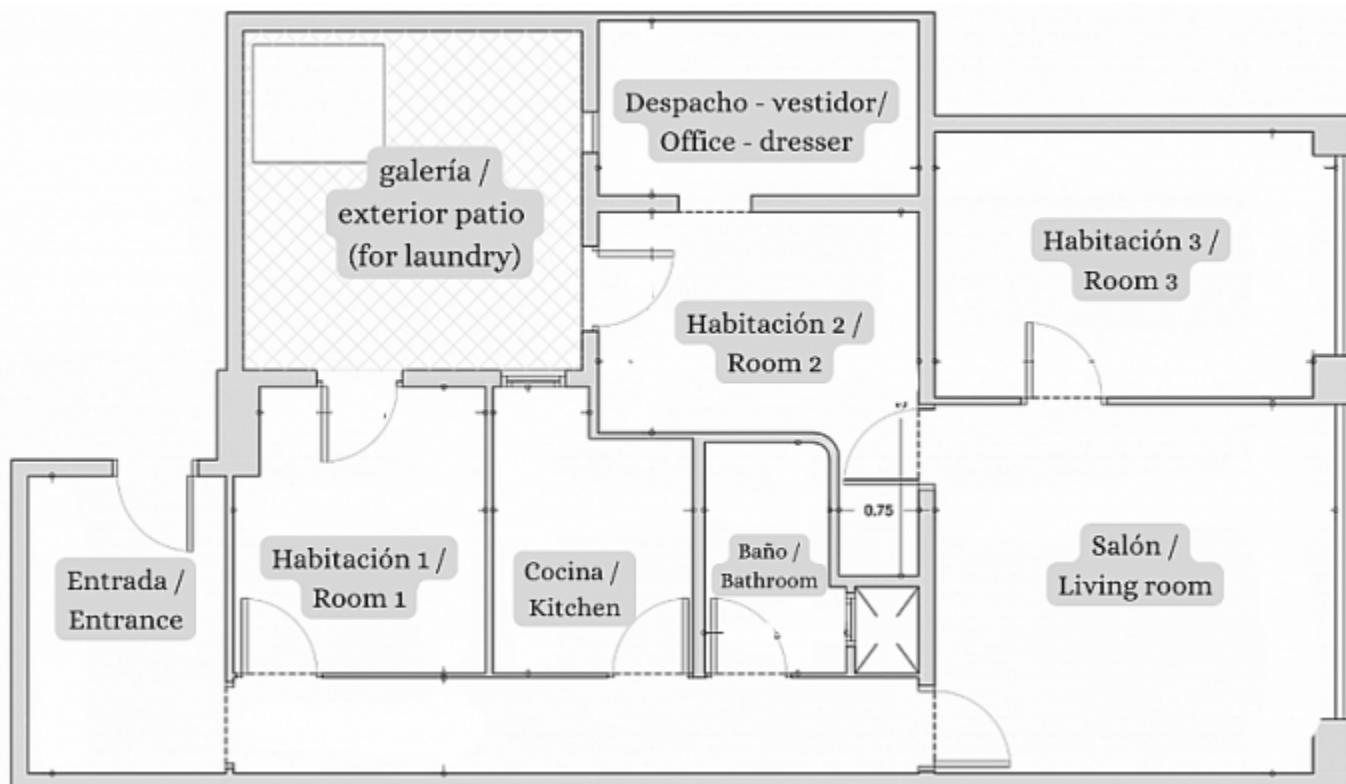 Despacho - vestidor/
Office - dresser
galería /
exterior patio
(for laundry)
Habitación 3 /
Room 3
Habitación 2 /
Room 2
0.75
Habitación 1 /
Room 1
Cocina /
Kitchen
Baño /
Bathroom
Salón /
Living room
Entrada /
Entrance